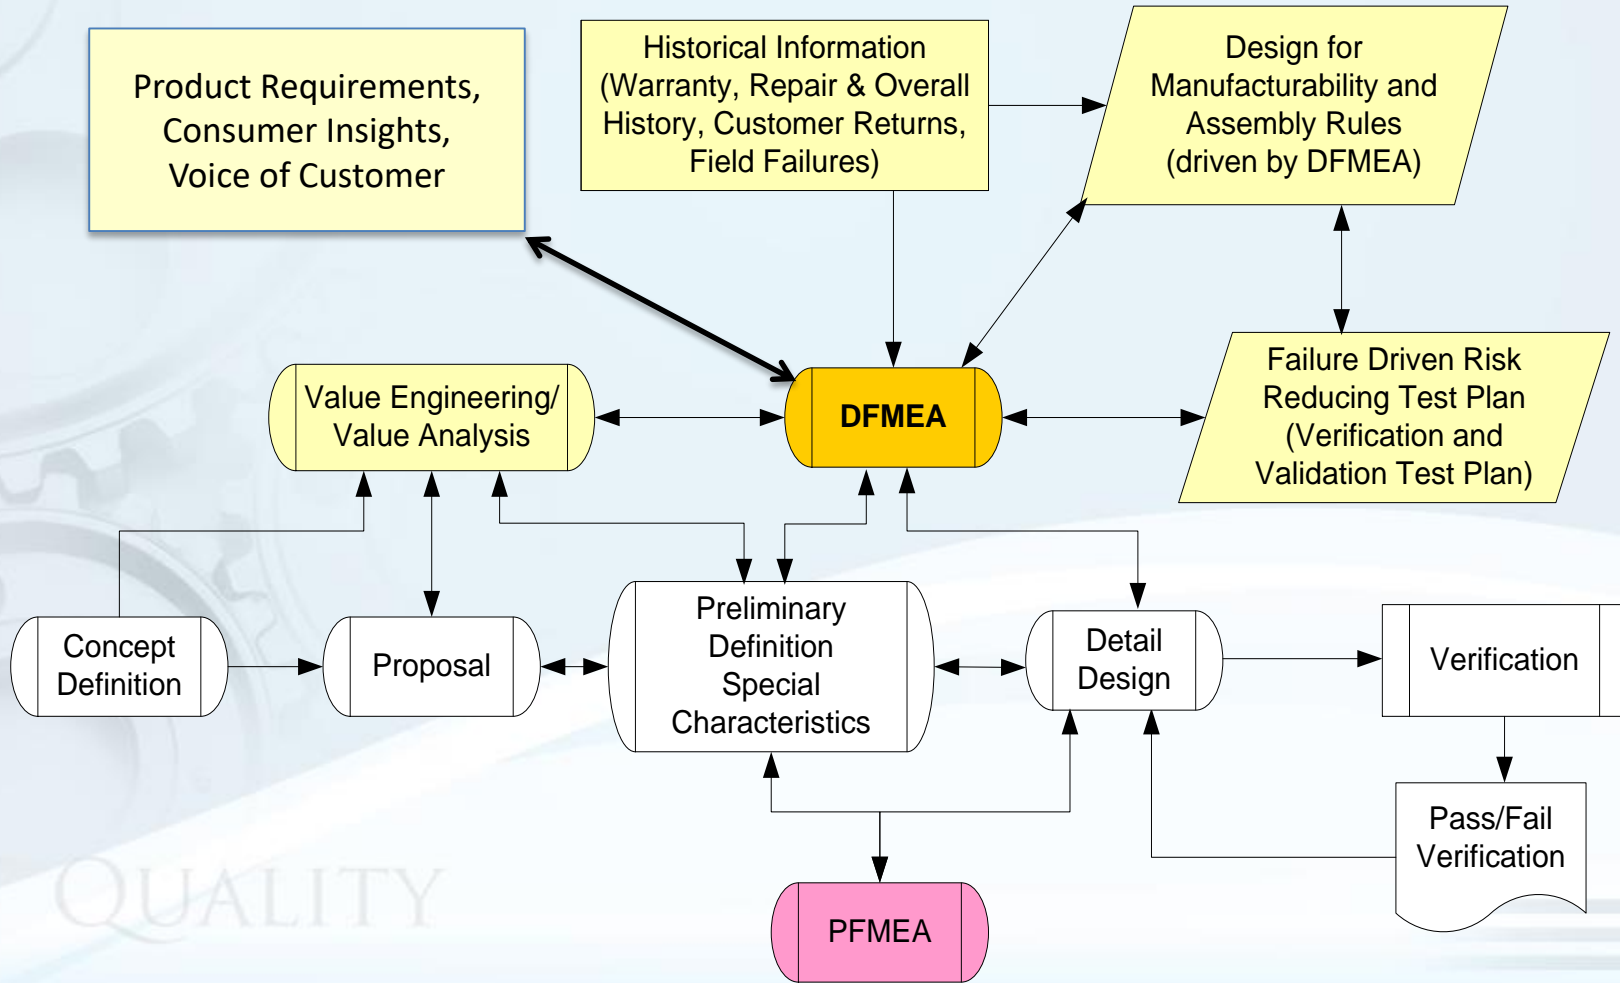 Product Requirements,
Consumer Insights,
Voice of Customer
Historical Information
(Warranty, Repair & Overall
History, Customer Returns,
Field Failures)
Design for
Manufacturability and
Assembly Rules
(driven by DFMEA)
Value Engineering/
Value Analysis
DFMEA
Failure Driven Risk
Reducing Test Plan
(Verification and
Validation Test Plan)
Concept
Definition
Proposal
Preliminary
Definition
Special
Characteristics
Detail
Design
Verification
Pass/Fail
Verification
PFMEA
QUALITY